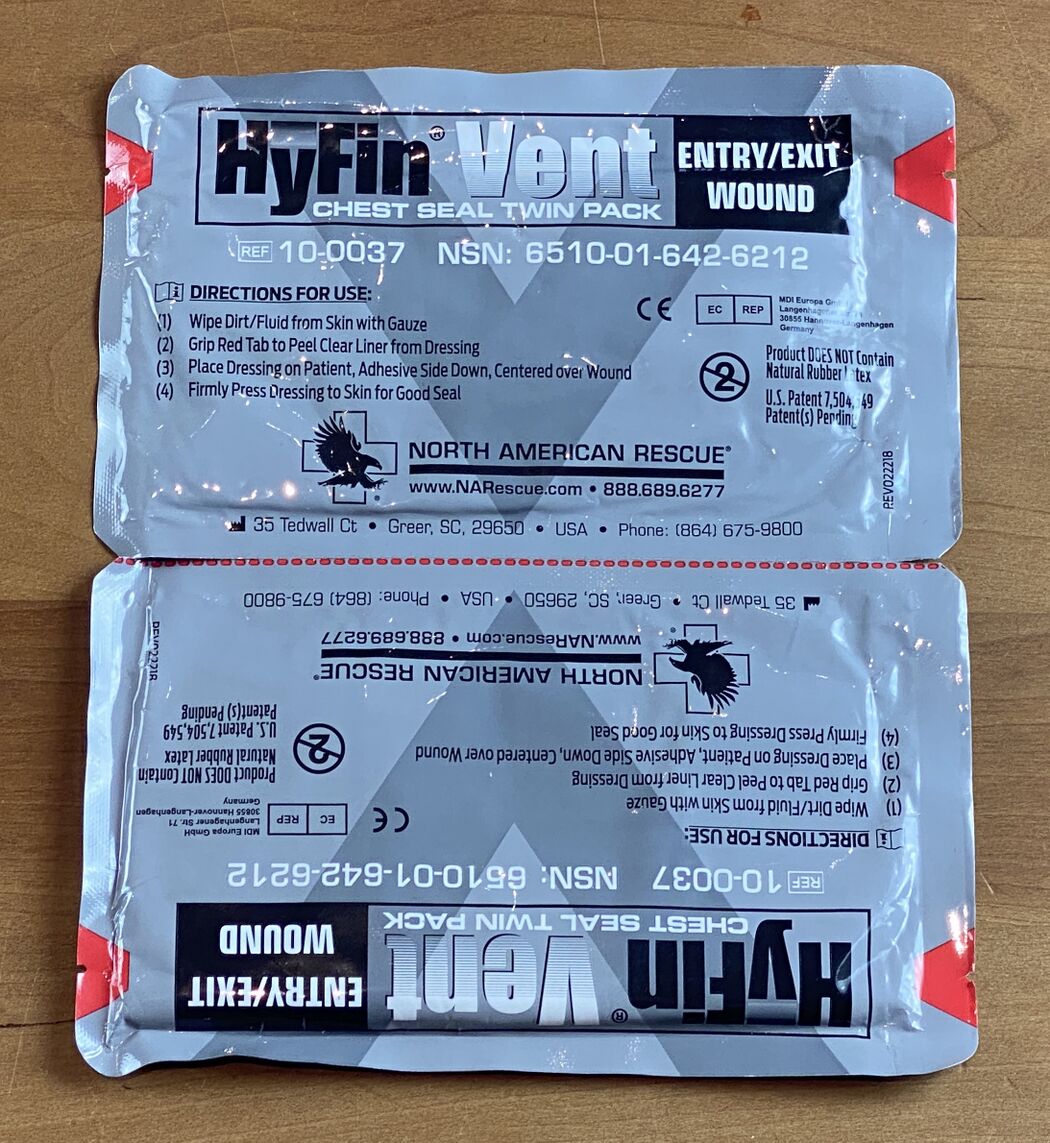 HyFin® Vent
CHEST SEAL TWIN PACK
ENTRY/EXIT
WOUND
REF 10-0037 NSN: 6510-01-642-6212
DIRECTIONS FOR USE:
(1) Wipe Dirt/Fluid from Skin with Gauze
(2) Grip Red Tab to Peel Clear Liner from Dressing
(3) Place Dressing on Patient, Adhesive Side Down, Centered over Wound
(4) Firmly Press Dressing to Skin for Good Seal
CE
EC REP
MDI Europa
Langenhagener
30855 Hannover-Langenhagen
Germany
2
Product DOES NOT Contain
Natural Rubber Latex
U.S. Patent 7,504,549
Patent(s) Pending
REV022218
NORTH AMERICAN RESCUE®
www.NARescue.com • 888.689.6277
35 Tedwall Ct • Greer, SC, 29650 • USA • Phone: (864) 675-9800
HyFin® Vent
CHEST SEAL TWIN PACK
ENTRY/EXIT
WOUND
REF 10-0037 NSN: 6510-01-642-6212
DIRECTIONS FOR USE:
(1) Wipe Dirt/Fluid from Skin with Gauze
(2) Grip Red Tab to Peel Clear Liner from Dressing
(3) Place Dressing on Patient, Adhesive Side Down, Centered over Wound
(4) Firmly Press Dressing to Skin for Good Seal
CE
EC REP
MDI Europa GmbH
Langenhagener Str. 71
30855 Hannover-Langenhagen
Germany
2
Product DOES NOT Contain
Natural Rubber Latex
U.S. Patent 7,504,549
Patent(s) Pending
NORTH AMERICAN RESCUE®
www.NARescue.com • 888.689.6277
35 Tedwall Ct • Greer, SC, 29650 • USA • Phone: (864) 675-9800